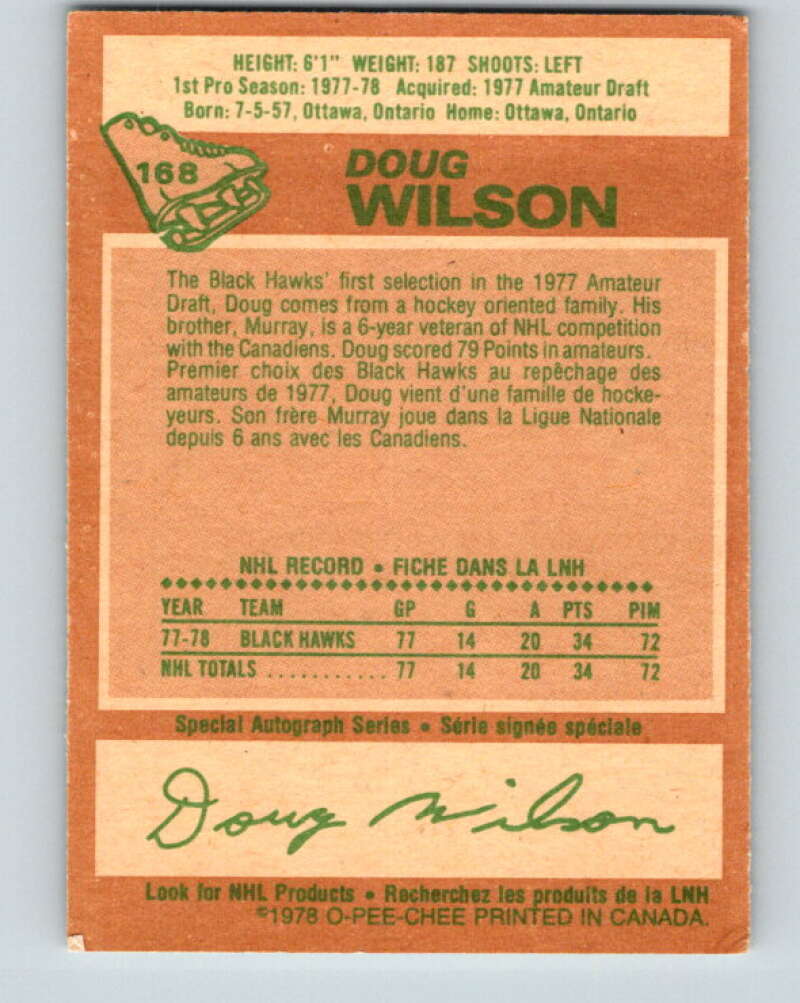 HEIGHT: 6'1" WEIGHT: 187 SHOOTS: LEFT
1st Pro Season: 1977-78 Acquired: 1977 Amateur Draft
Born: 7-5-57, Ottawa, Ontario Home: Ottawa, Ontario
168
DOUG
WILSON
The Black Hawks' first selection in the 1977 Amateur
Draft, Doug comes from a hockey oriented family. His
brother, Murray, is a 6-year veteran of NHL competition
with the Canadiens. Doug scored 79 Points in amateurs.
Premier choix des Black Hawks au repêchage des
amateurs de 1977, Doug vient d'une famille de hocke-
yeurs. Son frère Murray joue dans la Ligue Nationale
depuis 6 ans avec les Canadiens.
NHL RECORD • FICHE DANS LA LNH
YEAR TEAM GP G A PTS PIM
77-78 BLACK HAWKS 77 14 20 34 72
NHL TOTALS ........... 77 14 20 34 72
Special Autograph Series • Série signée spéciale
Doug Wilson
Look for NHL Products • Recherchez les produits de la LNH
©1978 O-PEE-CHEE PRINTED IN CANADA.